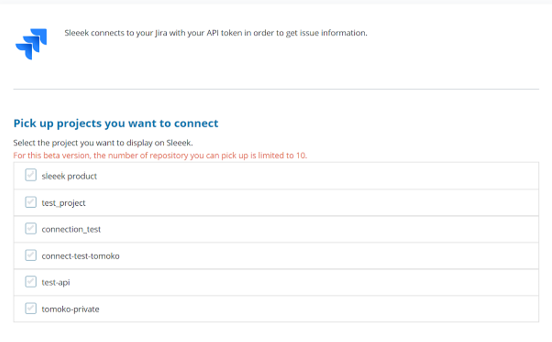 Sleeek connects to your Jira with your API token in order to get issue information.
Pick up projects you want to connect
Select the project you want to display on Sleeek.
For this beta version, the number of repository you can pick up is limited to 10.
sleeek product
test_project
connection_test
connect-test-tomoko
test-api
tomoko-private